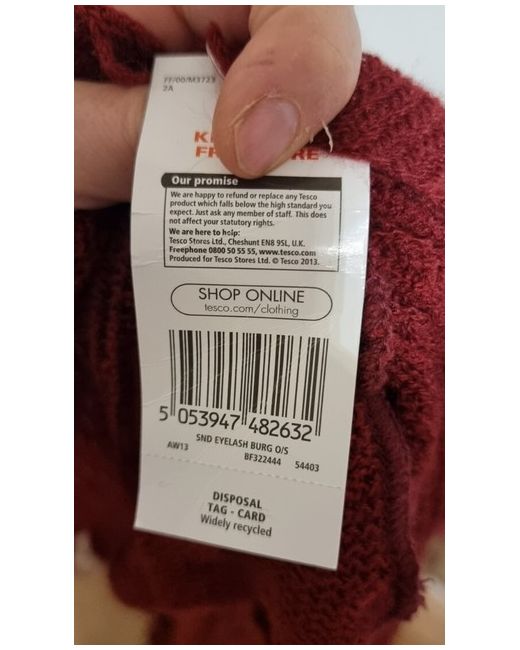 FF/00/M3723
2A
Our promise
We are happy to refund or replace any Tesco
product which falls below the high standard you
expect. Just ask any member of staff. This does
not affect your statutory rights.
We are here to help:
Tesco Stores Ltd., Cheshunt EN8 9SL, U.K.
Freephone 0800 50 55 55, www.tesco.com
Produced for Tesco Stores Ltd. © Tesco 2013.
SHOP ONLINE
tesco.com/clothing
5 053947 482632
SND EYELASH BURG O/S
AW13
BF322444 54403
DISPOSAL
TAG - CARD
Widely recycled